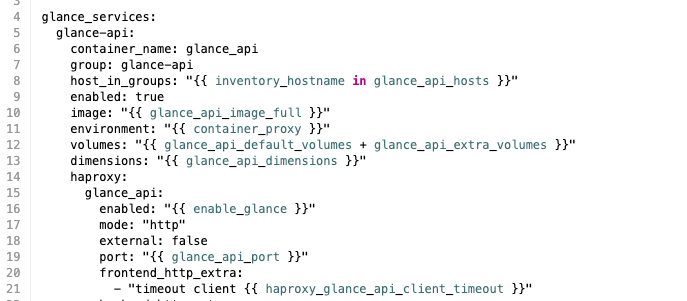 3
4 glance_services:
5   glance-api:
6     container_name: glance_api
7     group: glance-api
8     host_in_groups: "{{ inventory_hostname in glance_api_hosts }}"
9     enabled: true
10     image: "{{ glance_api_image_full }}"
11     environment: "{{ container_proxy }}"
12     volumes: "{{ glance_api_default_volumes + glance_api_extra_volumes }}"
13     dimensions: "{{ glance_api_dimensions }}"
14     haproxy:
15       glance_api:
16         enabled: "{{ enable_glance }}"
17         mode: "http"
18         external: false
19         port: "{{ glance_api_port }}"
20         frontend_http_extra:
21           - "timeout client {{ haproxy_glance_api_client_timeout }}"